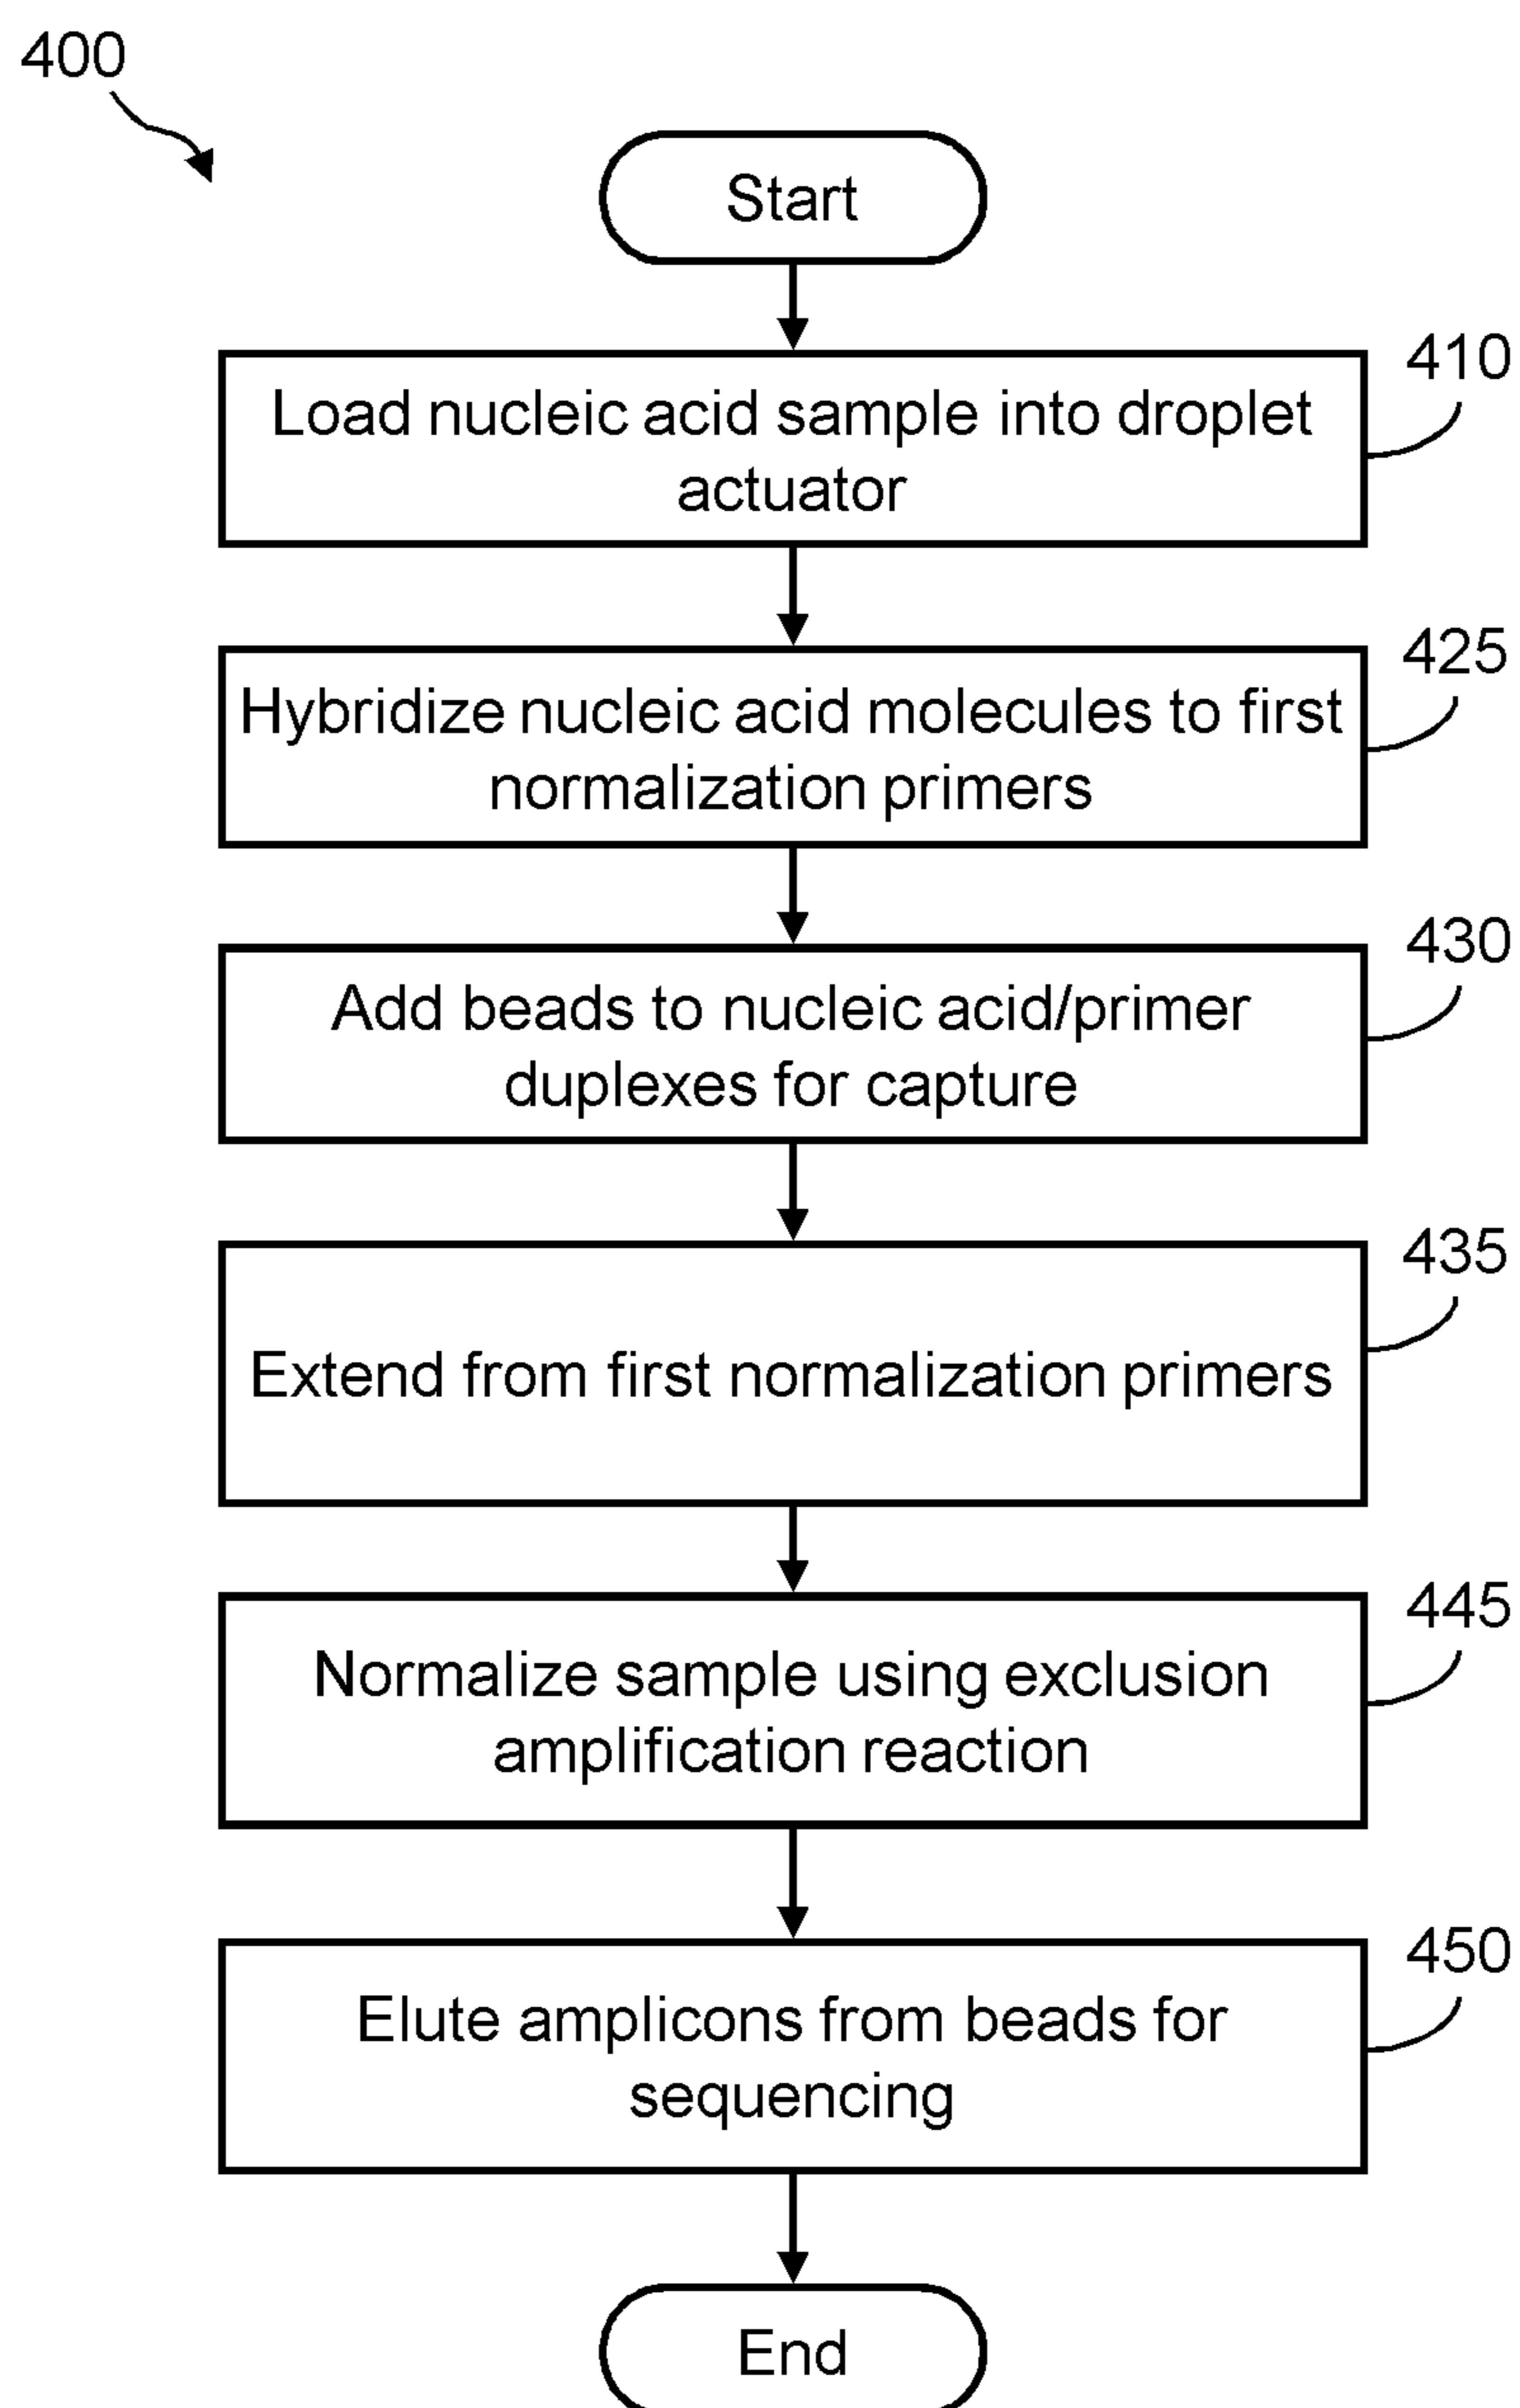 400
Start
410
Load nucleic acid sample into droplet
actuator
425
Hybridize nucleic acid molecules to first
normalization primers
430
Add beads to nucleic acid/primer
duplexes for capture
435
Extend from first normalization primers
445
Normalize sample using exclusion
amplification reaction
450
Elute amplicons from beads for
sequencing
End